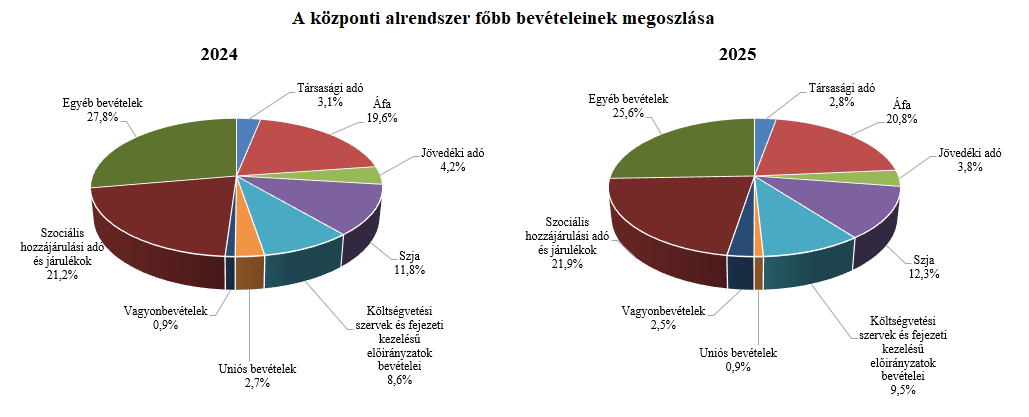 A központi alrendszer főbb bevételeinek megoszlása
2024
Társasági adó
3,1%
Áfa
19,6%
Jövedéki adó
4,2%
Szja
11,8%
Költségvetési
szervek és fejezeti
kezelésű
előirányzatok
bevételei
8,6%
Uniós bevételek
2,7%
Vagyonbevételek
0,9%
Szociális
hozzájárulási adó
és járulékok
21,2%
Egyéb bevételek
27,8%
2025
Társasági adó
2,8%
Áfa
20,8%
Jövedéki adó
3,8%
Szja
12,3%
Költségvetési
szervek és fejezeti
kezelésű
előirányzatok
bevételei
9,5%
Uniós bevételek
0,9%
Vagyonbevételek
2,5%
Szociális
hozzájárulási adó
és járulékok
21,9%
Egyéb bevételek
25,6%